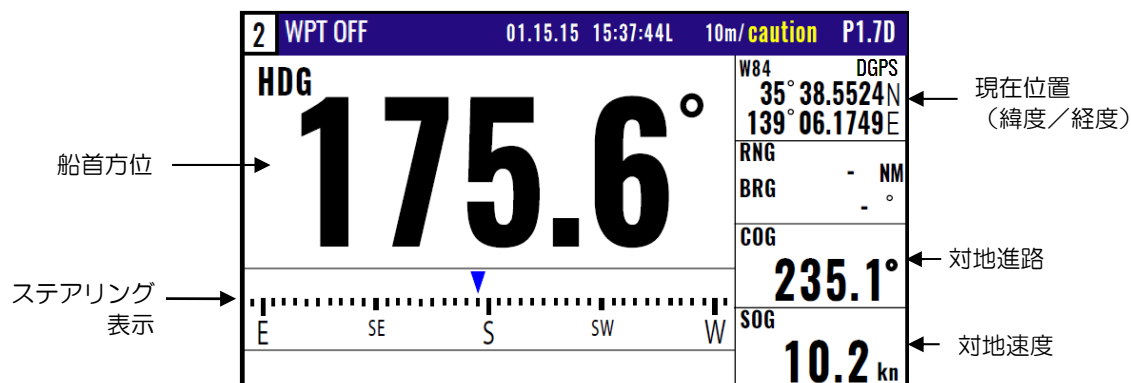 2 WPT OFF 01.15.15 15:37:44L 10m/caution P1.7D
HDG
175.6°
W84 DGPS
35°38.5524N
139°06.1749E
RNG - NM
BRG - °
COG
235.1°
SOG
10.2 kn
E SE S SW W
船首方位
ステアリング
表示
現在位置
(緯度/経度)
対地進路
対地速度